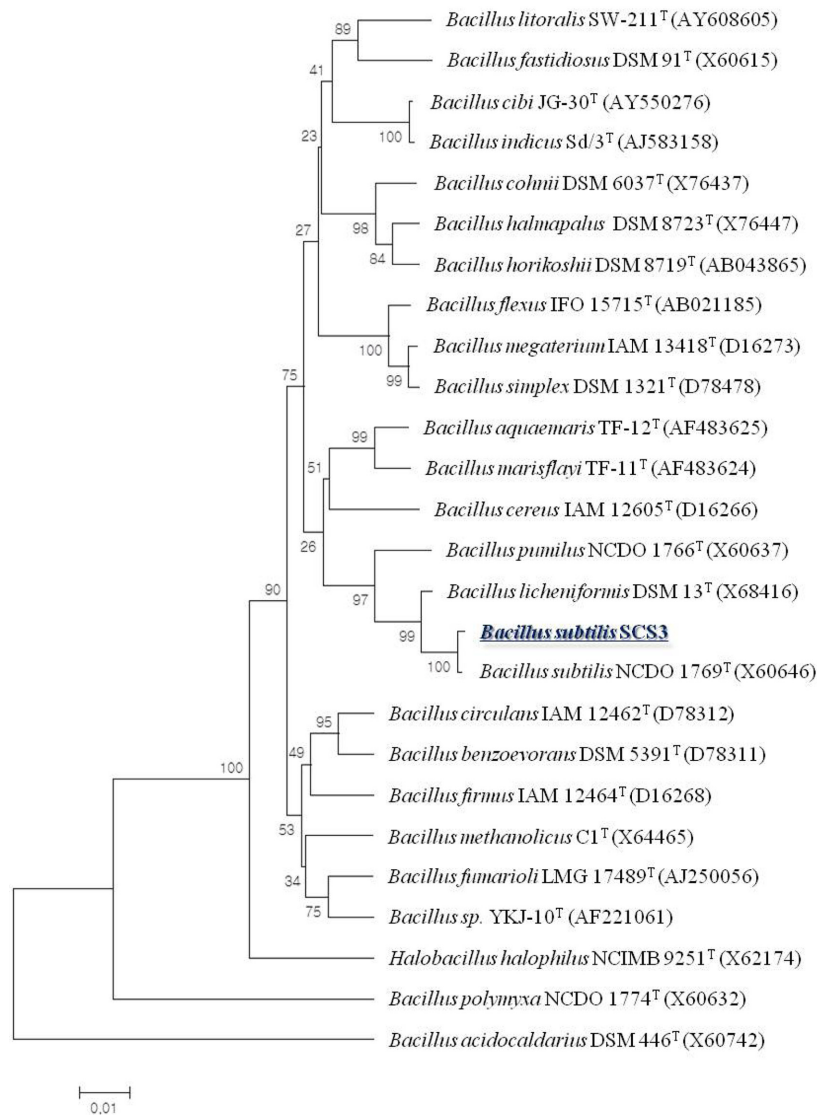 Bacillus litoralis SW-211ᵀ (AY608605)
89
Bacillus fastidiosus DSM 91ᵀ (X60615)
41
Bacillus cibi JG-30ᵀ (AY550276)
100
Bacillus indicus Sd/3ᵀ (AJ583158)
23
Bacillus cohnii DSM 6037ᵀ (X76437)
98
Bacillus halmapalus DSM 8723ᵀ (X76447)
27
84
Bacillus horikoshii DSM 8719ᵀ (AB043865)
Bacillus flexus IFO 15715ᵀ (AB021185)
100
Bacillus megaterium IAM 13418ᵀ (D16273)
75
99
Bacillus simplex DSM 1321ᵀ (D78478)
Bacillus aquaemaris TF-12ᵀ (AF483625)
99
51
Bacillus marisflayi TF-11ᵀ (AF483624)
Bacillus cereus IAM 12605ᵀ (D16266)
26
Bacillus pumilus NCDO 1766ᵀ (X60637)
90
97
Bacillus licheniformis DSM 13ᵀ (X68416)
99
Bacillus subtilis SCS3
100
Bacillus subtilis NCDO 1769ᵀ (X60646)
Bacillus circulans IAM 12462ᵀ (D78312)
95
49
Bacillus benzoevorans DSM 5391ᵀ (D78311)
100
Bacillus firmus IAM 12464ᵀ (D16268)
53
Bacillus methanolicus C1ᵀ (X64465)
34
Bacillus fumarioli LMG 17489ᵀ (AJ250056)
75
Bacillus sp. YKJ-10ᵀ (AF221061)
Halobacillus halophilus NCIMB 9251ᵀ (X62174)
Bacillus polymyxa NCDO 1774ᵀ (X60632)
Bacillus acidocaldarius DSM 446ᵀ (X60742)
0,01